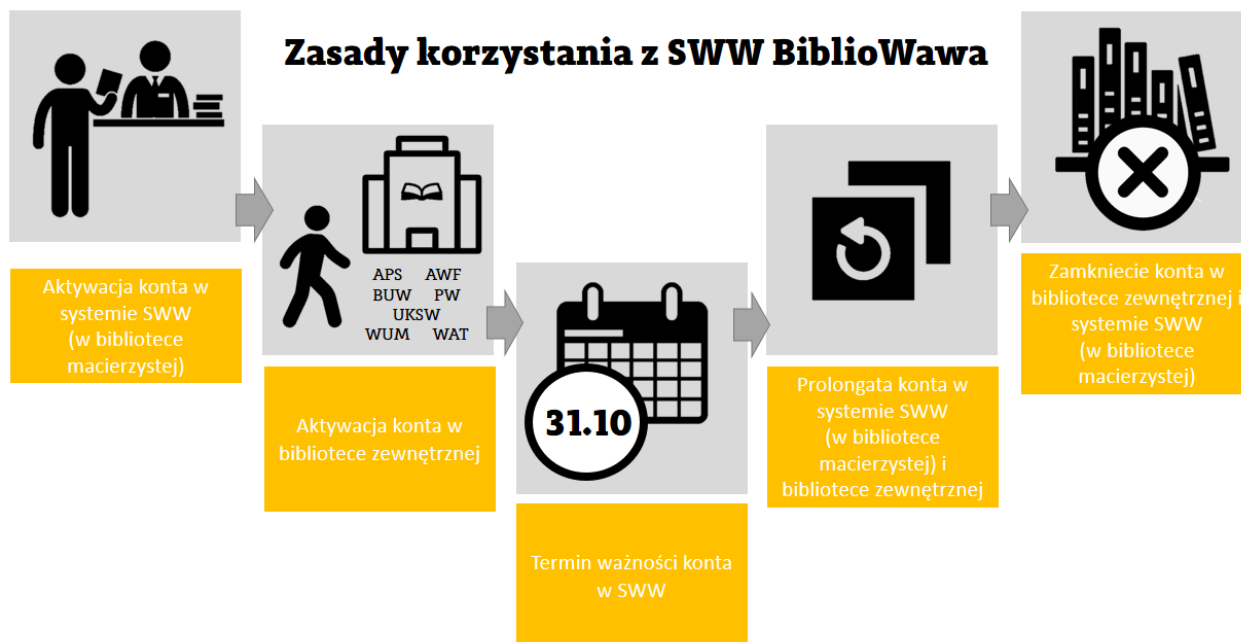 Zasady korzystania z SWW BiblioWawa
Aktywacja konta w
systemie SWW
(w bibliotece
macierzystej)
APS AWF
BUW PW
UKSW
WUM WAT
Aktywacja konta w
bibliotece zewnętrznej
31.10
Termin ważności konta
w SWW
Prolongata konta w
systemie SWW
(w bibliotece
macierzystej) i
bibliotece zewnętrznej
Zamkniecie konta w
bibliotece zewnętrznej i
systemie SWW
(w bibliotece
macierzystej)